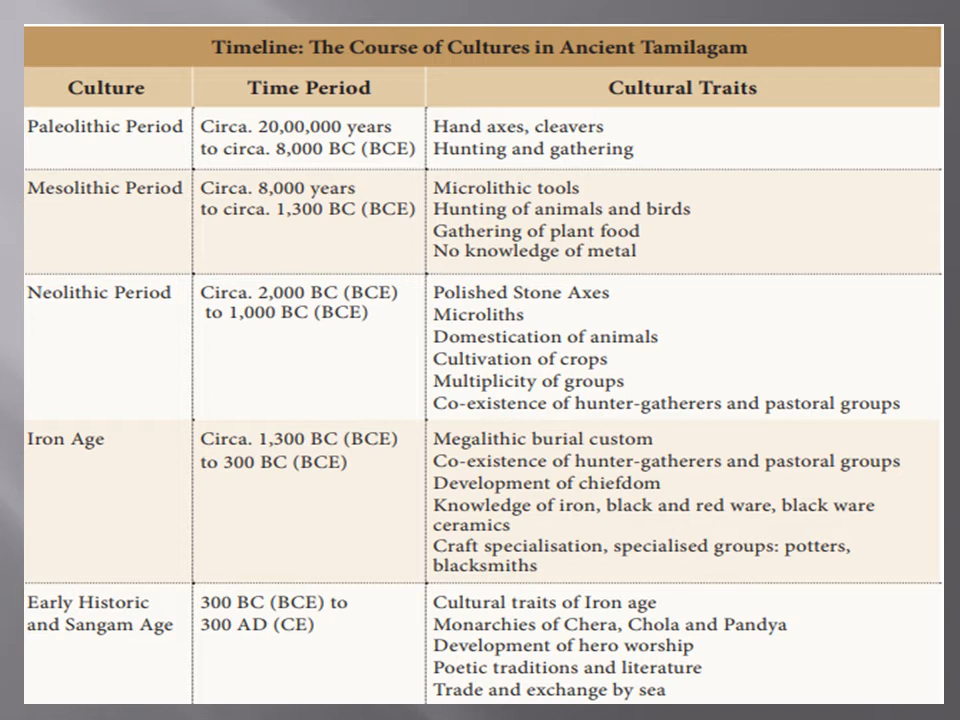 Timeline: The Course of Cultures in Ancient Tamilagam
Culture Time Period Cultural Traits
Paleolithic Period
Circa. 20,00,000 years
to circa. 8,000 BC (BCE)
Hand axes, cleavers
Hunting and gathering
Mesolithic Period
Circa. 8,000 years
to circa. 1,300 BC (BCE)
Microlithic tools
Hunting of animals and birds
Gathering of plant food
No knowledge of metal
Neolithic Period
Circa. 2,000 BC (BCE)
to 1,000 BC (BCE)
Polished Stone Axes
Microliths
Domestication of animals
Cultivation of crops
Multiplicity of groups
Co-existence of hunter-gatherers and pastoral groups
Iron Age
Circa. 1,300 BC (BCE)
to 300 BC (BCE)
Megalithic burial custom
Co-existence of hunter-gatherers and pastoral groups
Development of chiefdom
Knowledge of iron, black and red ware, black ware
ceramics
Craft specialisation, specialised groups: potters,
blacksmiths
Early Historic
and Sangam Age
300 BC (BCE) to
300 AD (CE)
Cultural traits of Iron age
Monarchies of Chera, Chola and Pandya
Development of hero worship
Poetic traditions and literature
Trade and exchange by sea